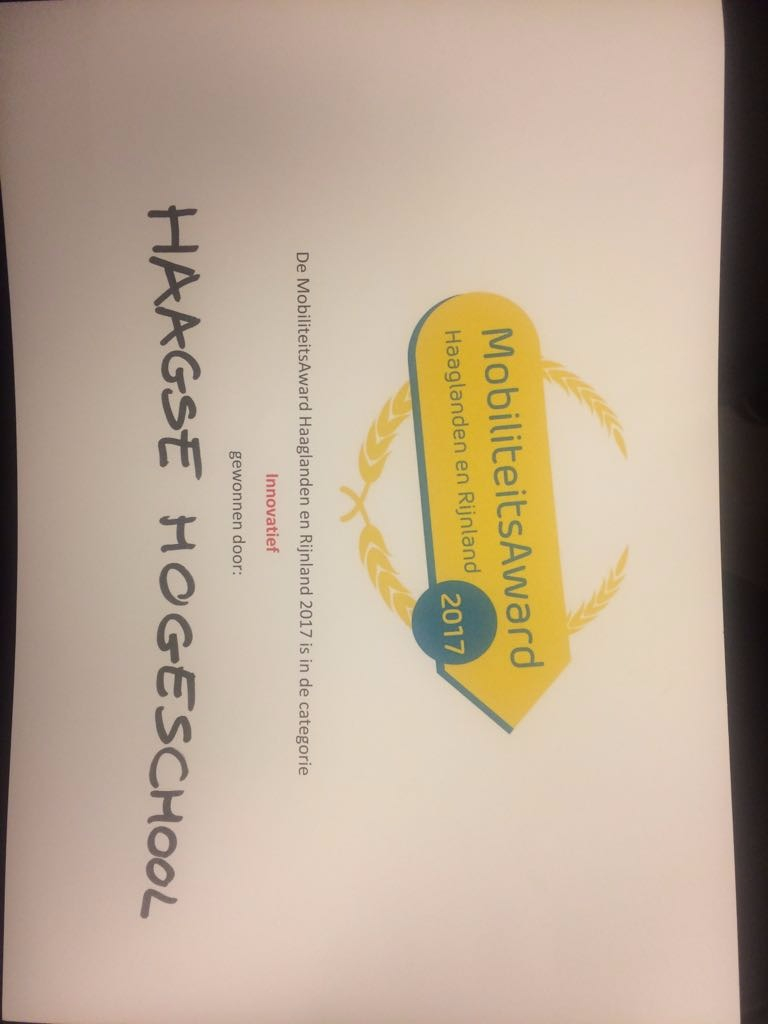 MobiliteitsAward
Haaglanden en Rijnland
2017
De MobiliteitsAward Haaglanden en Rijnland 2017 is in de categorie
Innovatief
gewonnen door:
HAAGSE HOGESCHOOL